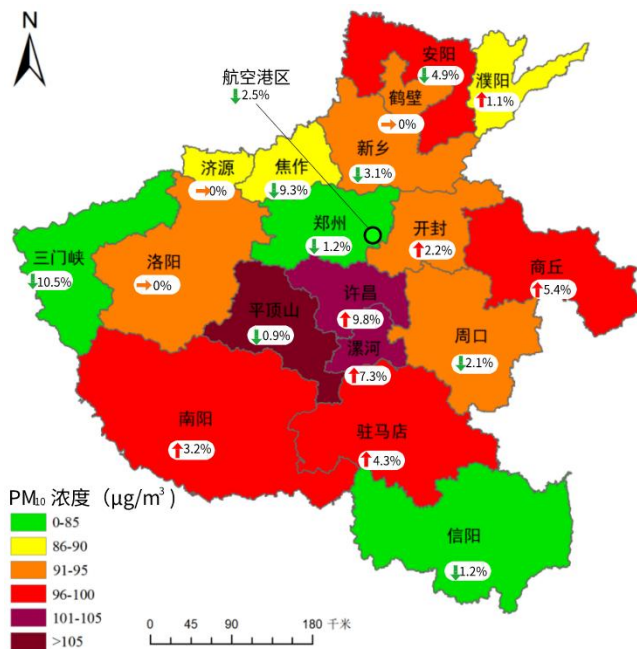 N
安阳
4.9%
濮阳
1.1%
航空港区
2.5%
鹤壁
0%
新乡
3.1%
济源
0%
焦作
9.3%
郑州
1.2%
开封
2.2%
三门峡
10.5%
洛阳
0%
商丘
5.4%
平顶山
0.9%
许昌
9.8%
漯河
7.3%
周口
2.1%
南阳
3.2%
驻马店
4.3%
信阳
1.2%
PM₁₀ 浓度（μg/m³）
0-85
86-90
91-95
96-100
101-105
>105
0 45 90 180 千米